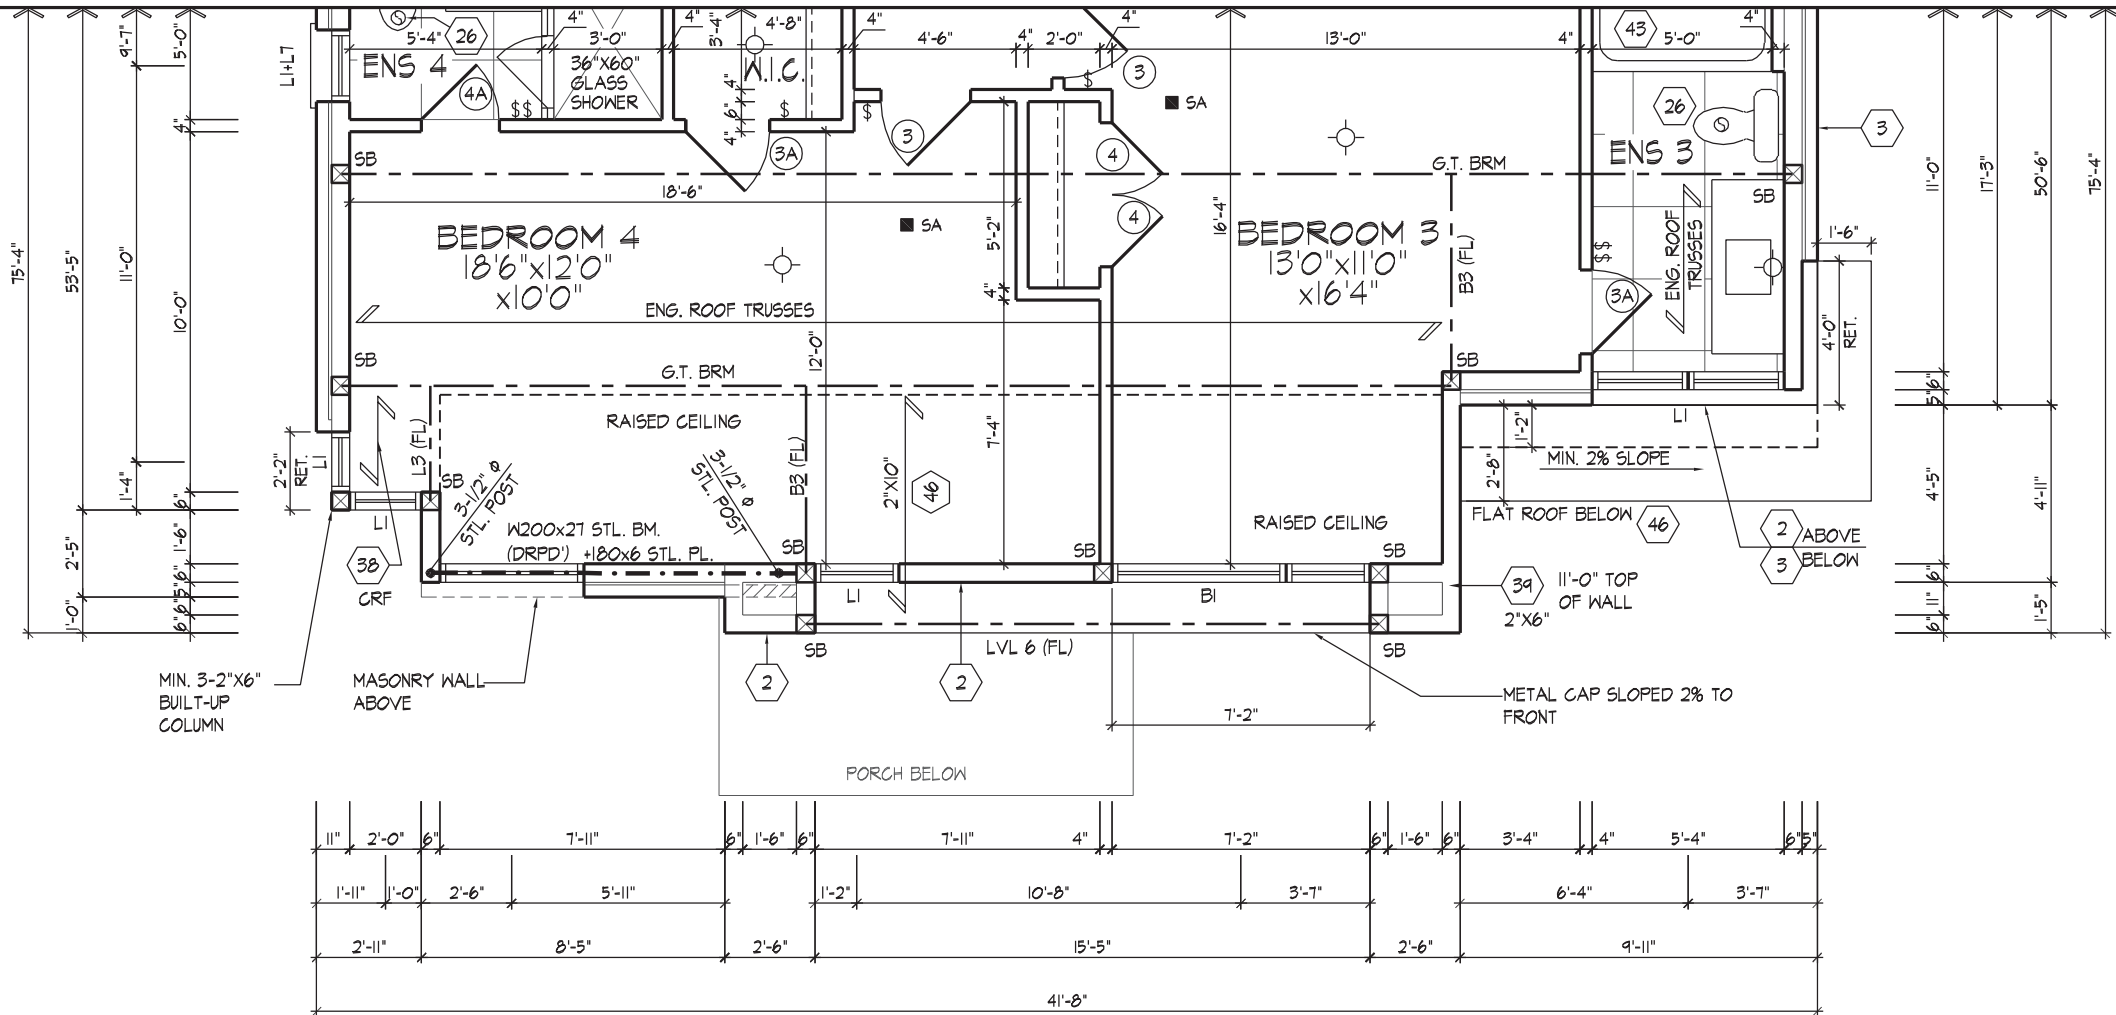 4"
4"
4'-8"
4"
4"
4"
5'-4"
26
3'-0"
3'-4"
4'-6"
4"
2'-0"
13'-0"
4"
43
5'-0"
9'-7"
5'-0"
L1+L7
ENS 4
36"X60"
GLASS
SHOWER
W.I.C.
3
4A
$$
$
$
$
4"
6"
4"
SA
26
3
4"
3
3A
4
ENS 3
SB
G.T. BRM
18'-6"
SB
4
SA
BEDROOM 4
18'6"x12'0"
x10'0"
5'-2"
16'-4"
BEDROOM 3
13'0"x11'0"
x16'4"
B3 (FL)
$$
ENG. ROOF
TRUSSES
1'-6"
11'-0"
17'-3"
50'-6"
75'-4"
75'-4"
53'-5"
11'-0"
10'-0"
4"
3A
ENG. ROOF TRUSSES
12'-0"
4'-0"
RET.
SB
SB
G.T. BRM
RAISED CEILING
7'-4"
L1
1'-2"
5"
6"
2'-2"
RET.
L1
L3 (FL)
SB
3-1/2" Φ
STL. POST
3-1/2" Φ
STL. POST
B3 (FL)
2"X10"
46
2'-8"
MIN. 2% SLOPE
4'-5"
4'-11"
1'-4"
6"
L1
W200x27 STL. BM.
(DRP'D) +180x6 STL. PL.
SB
SB
RAISED CEILING
SB
FLAT ROOF BELOW
46
2
ABOVE
3
BELOW
38
CRF
2'-5"
1'-6"
6"
5"
6"
6"
1'-0"
L1
B1
39
11'-0" TOP
OF WALL
2"X6"
6"
11"
6"
1'-5"
SB
LVL 6 (FL)
SB
MIN. 3-2"X6"
BUILT-UP
COLUMN
MASONRY WALL
ABOVE
2
2
METAL CAP SLOPED 2% TO
FRONT
7'-2"
PORCH BELOW
11"
2'-0"
6"
7'-11"
6"
1'-6"
6"
7'-11"
4"
7'-2"
6"
1'-6"
6"
3'-4"
4"
5'-4"
6"
5"
1'-11"
1'-0"
2'-6"
5'-11"
1'-2"
10'-8"
3'-7"
6'-4"
3'-7"
2'-11"
8'-5"
2'-6"
15'-5"
2'-6"
9'-11"
41'-8"